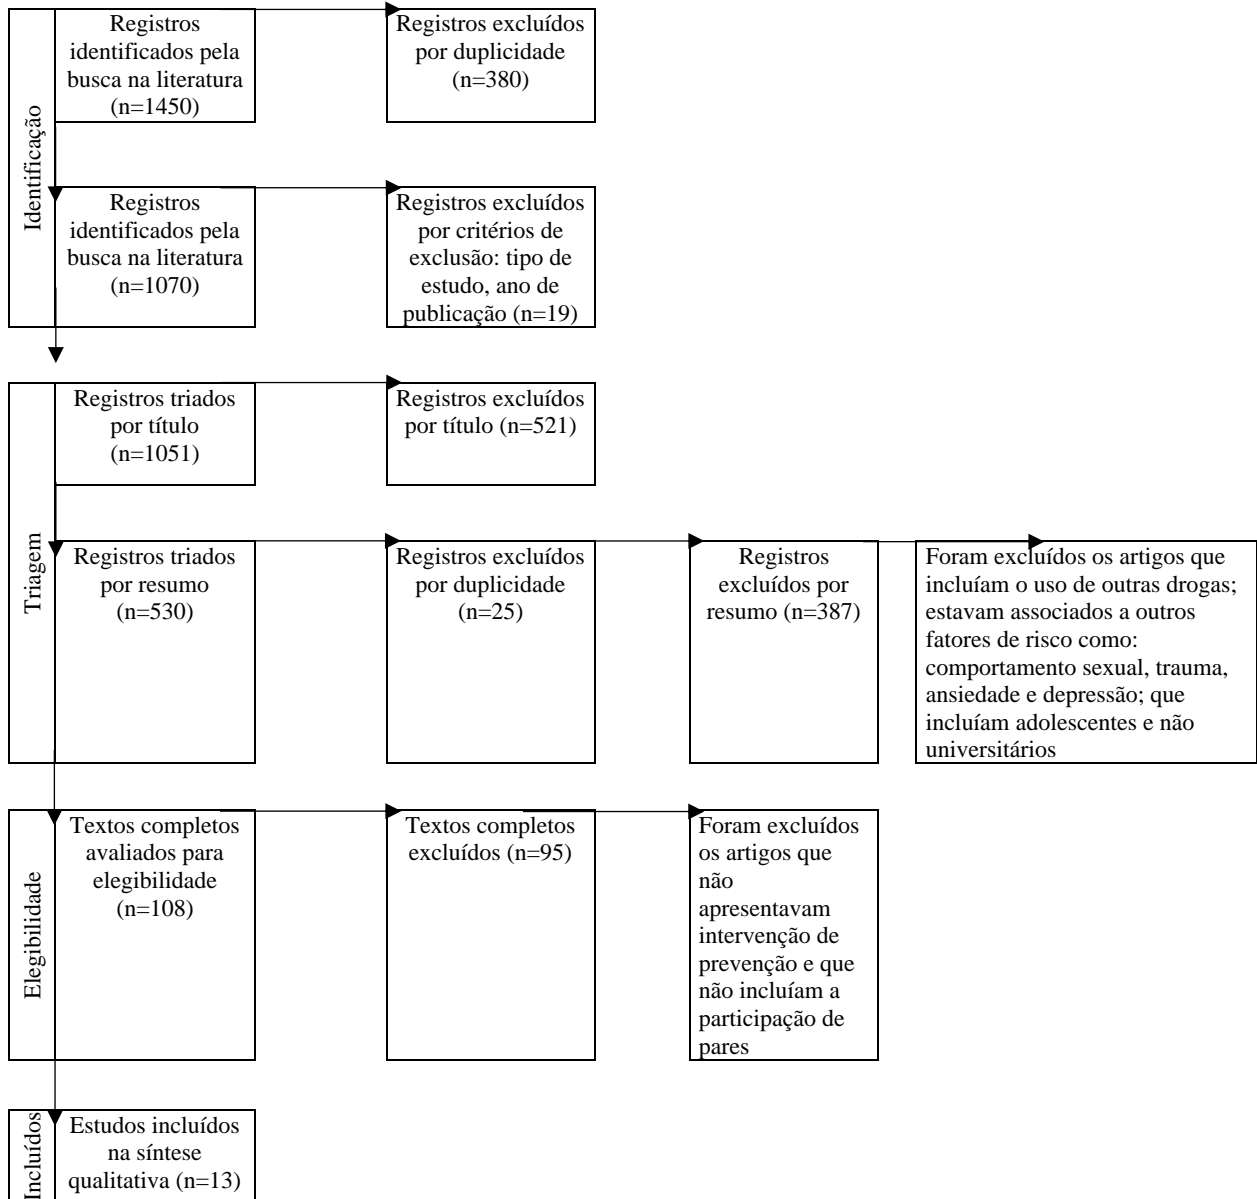 Identificação
Registros
identificados pela
busca na literatura
(n=1450)
Registros excluídos
por duplicidade
(n=380)
Registros
identificados pela
busca na literatura
(n=1070)
Registros excluídos
por critérios de
exclusão: tipo de
estudo, ano de
publicação (n=19)
Triagem
Registros triados
por título
(n=1051)
Registros excluídos
por título (n=521)
Registros triados
por resumo
(n=530)
Registros excluídos
por duplicidade
(n=25)
Registros
excluídos por
resumo (n=387)
Foram excluídos os artigos que
incluíam o uso de outras drogas;
estavam associados a outros
fatores de risco como:
comportamento sexual, trauma,
ansiedade e depressão; que
incluíam adolescentes e não
universitários
Elegibilidade
Textos completos
avaliados para
elegibilidade
(n=108)
Textos completos
excluídos (n=95)
Foram excluídos
os artigos que
não
apresentavam
intervenção de
prevenção e que
não incluíam a
participação de
pares
Incluídos
Estudos incluídos
na síntese
qualitativa (n=13)